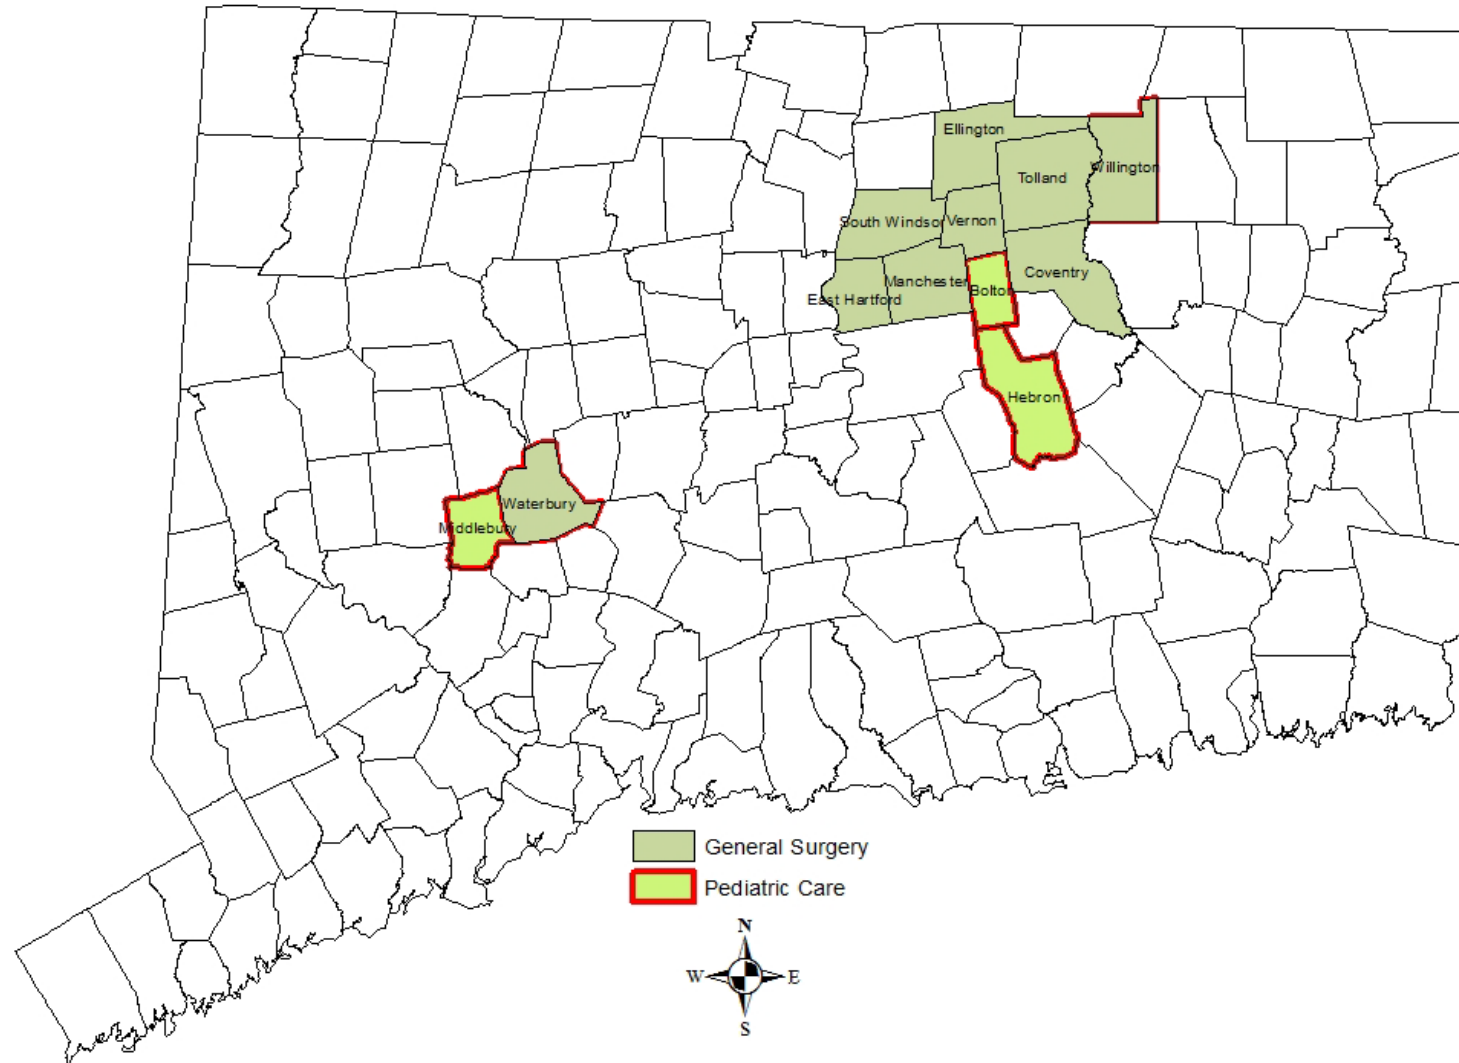 Ellington
Willington
Tolland
South Windsor
Vernon
Coventry
Manchester
Bolton
East Hartford
Hebron
Waterbury
Middlebury
General Surgery
Pediatric Care
N
W
E
S